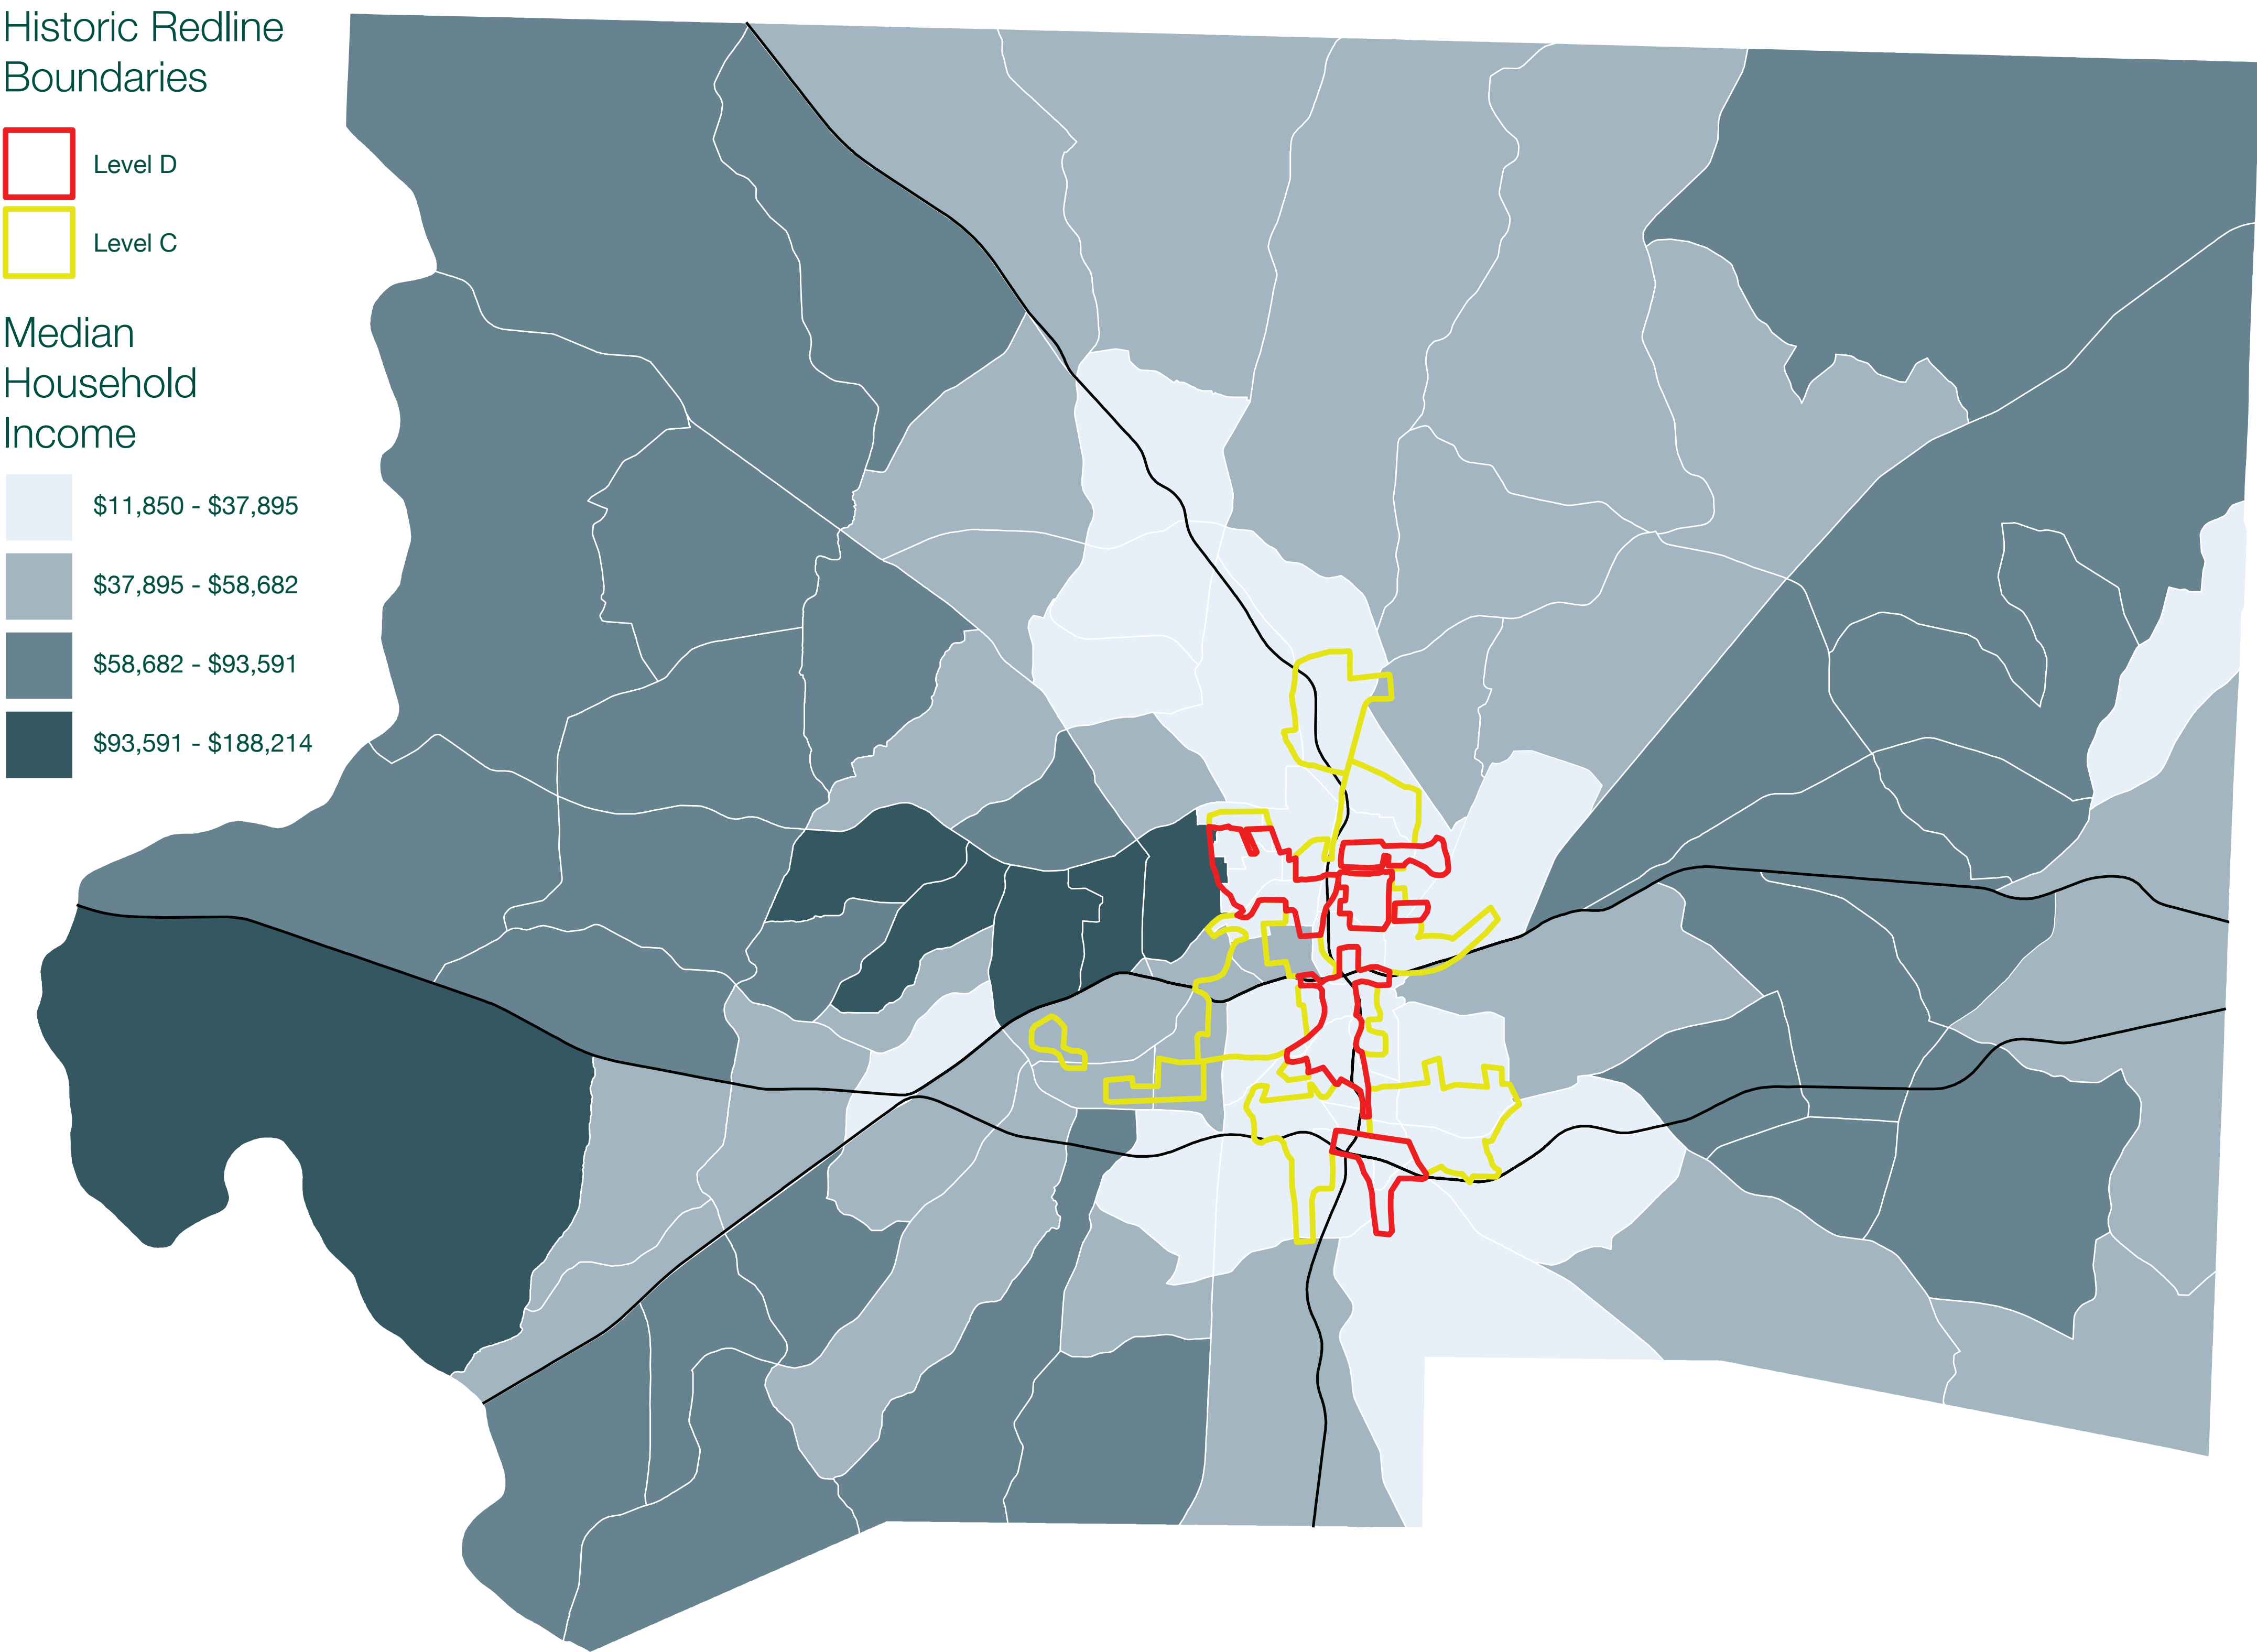 Historic Redline
Boundaries
Level D
Level C
Median
Household
Income
$11,850 - $37,895
$37,895 - $58,682
$58,682 - $93,591
$93,591 - $188,214